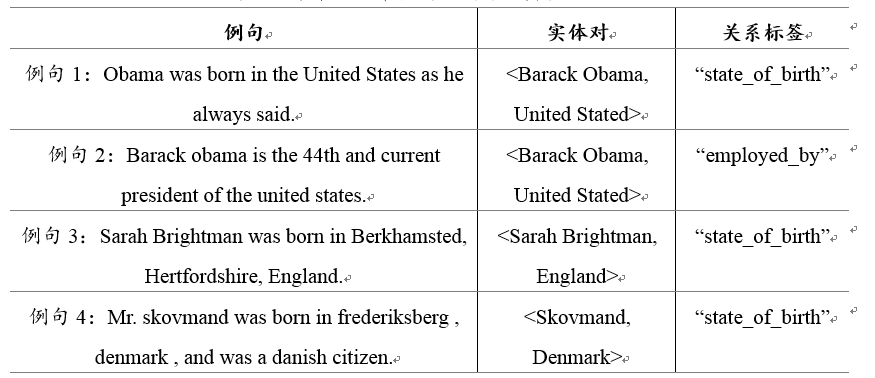 例句 实体对 关系标签
例句 1：Obama was born in the United States as he <Barack Obama, “state_of_birth”
always said. United Stated>
例句 2：Barack obama is the 44th and current <Barack Obama, “employed_by”
president of the united states. United Stated>
例句 3：Sarah Brightman was born in Berkhamsted, <Sarah Brightman, “state_of_birth”
Hertfordshire, England. England>
例句 4：Mr. skovmand was born in frederiksberg , <Skovmand, “state_of_birth”
denmark , and was a danish citizen. Denmark>